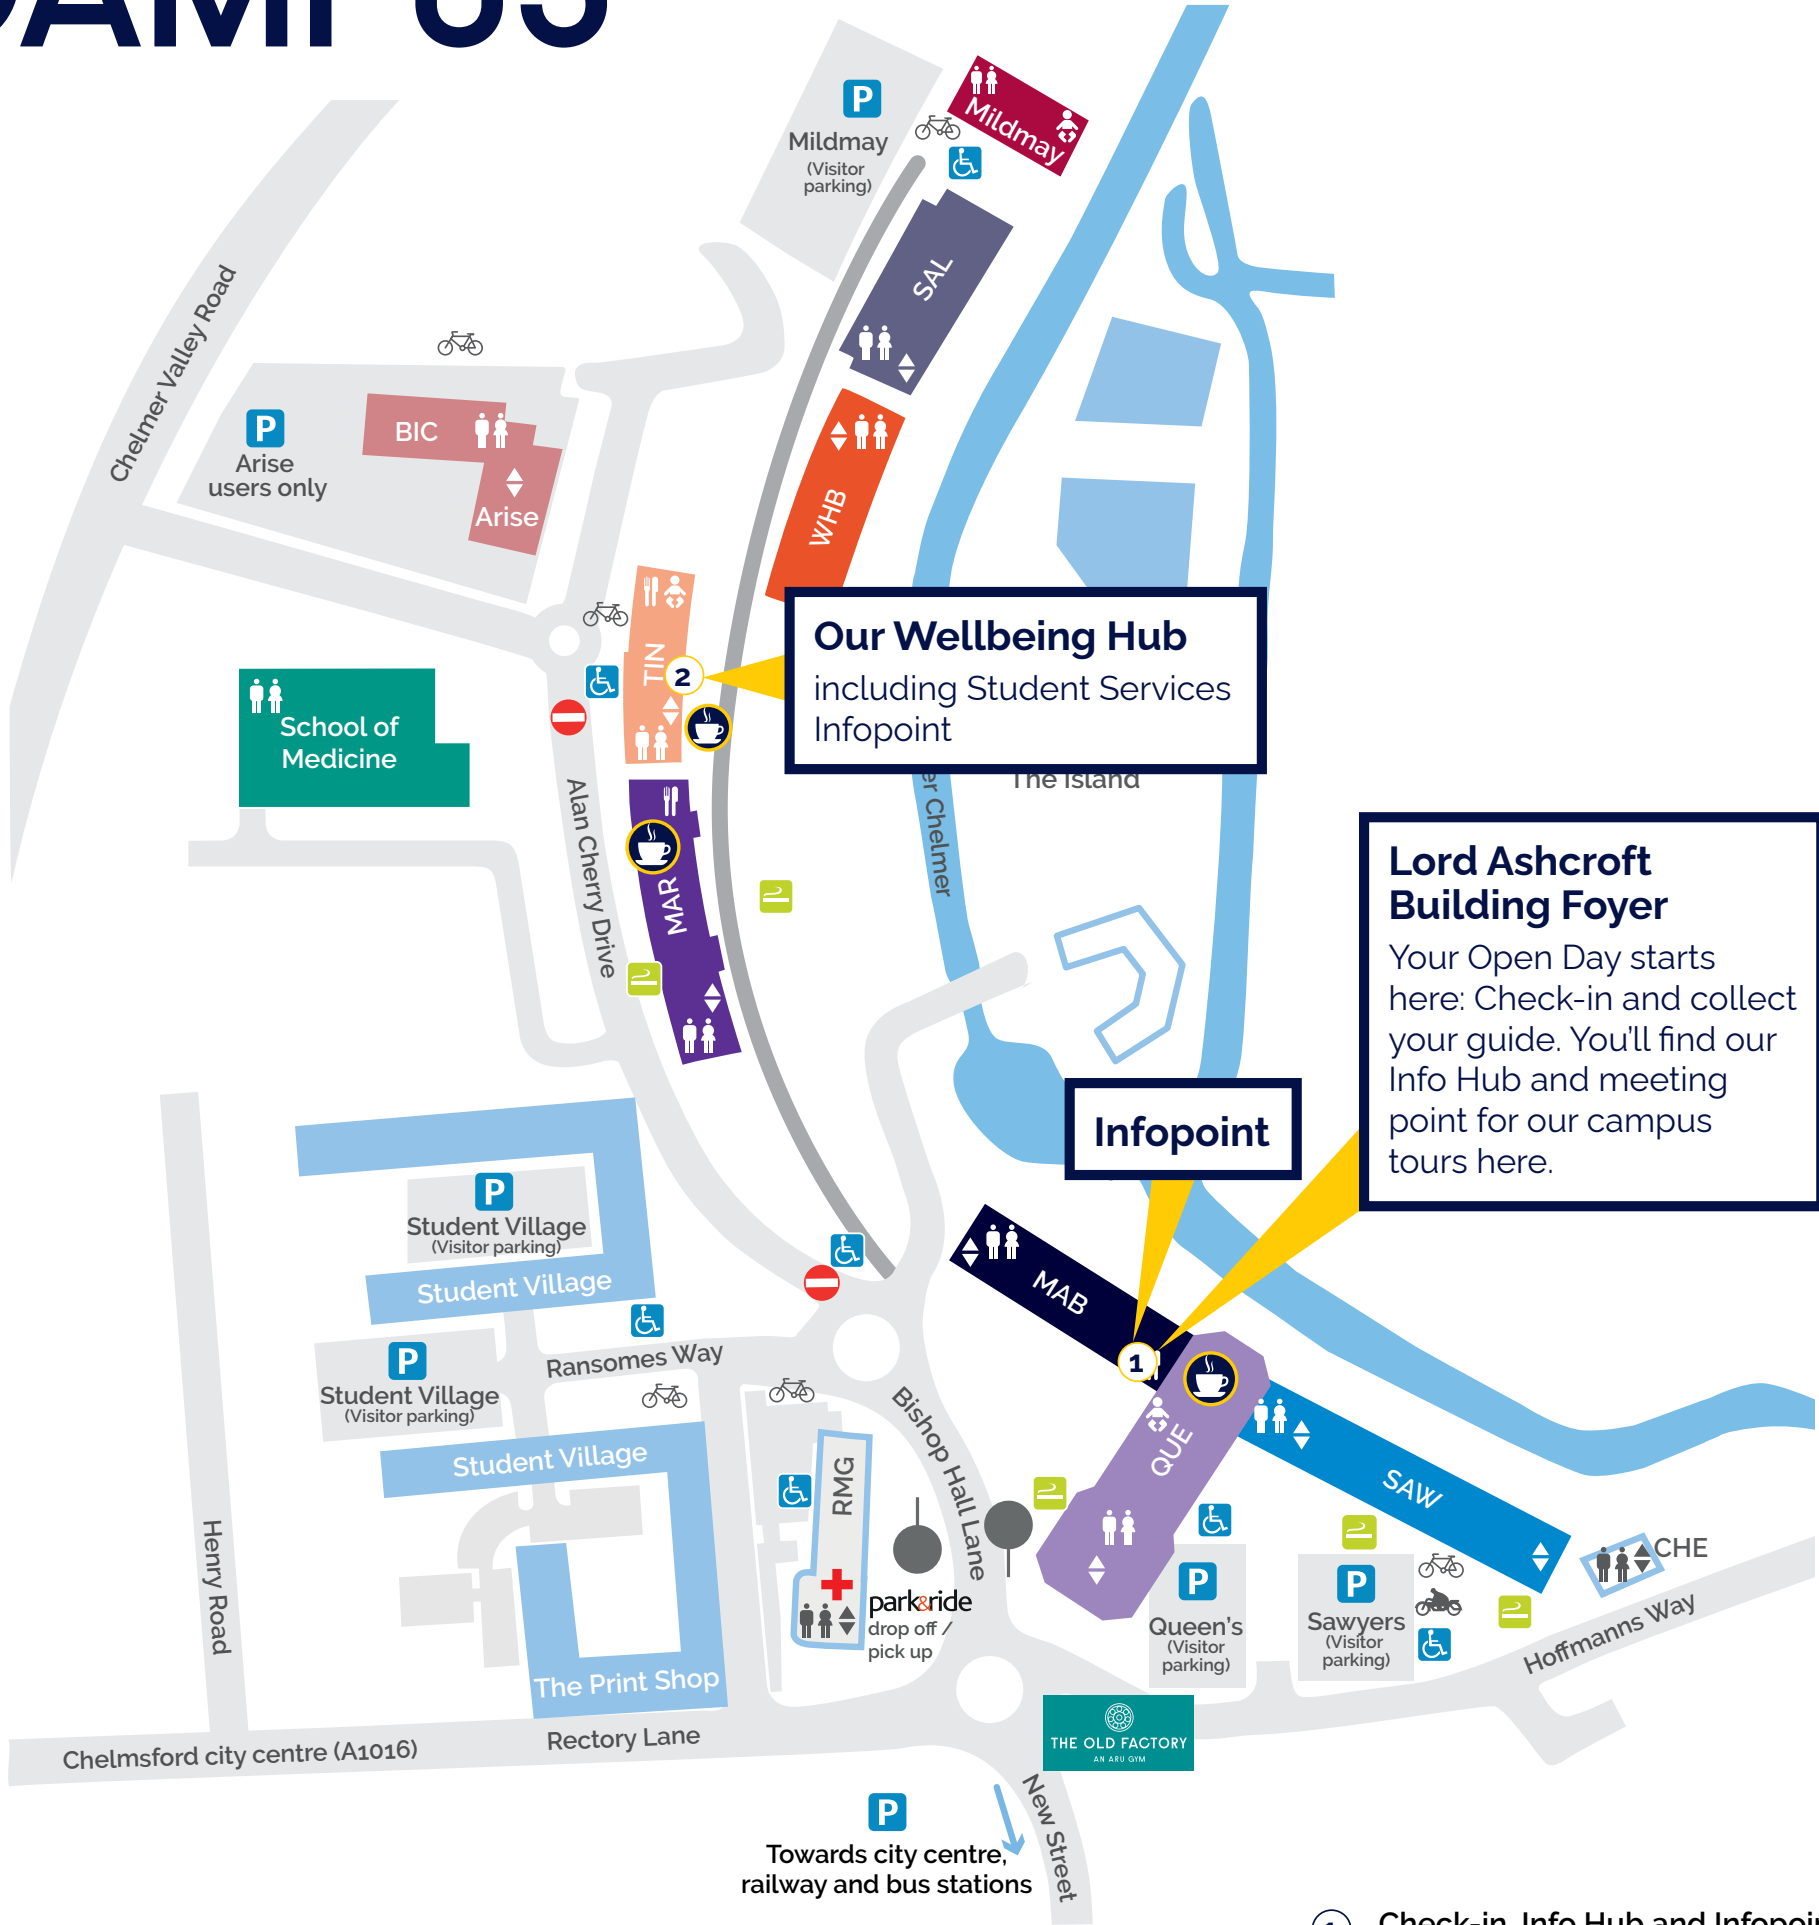 P
Mildmay
(Visitor
parking)
Mildmay
SAL
Chelmer Valley Road
BIC
P
Arise
users only
Arise
WHB
TIN
2
Our Wellbeing Hub
including Student Services
Infopoint
The Island
er Chelmer
School of
Medicine
Alan Cherry Drive
MAR
Lord Ashcroft
Building Foyer
Your Open Day starts
here: Check-in and collect
your guide. You'll find our
Info Hub and meeting
point for our campus
tours here.
Infopoint
P
Student Village
(Visitor parking)
Student Village
MAB
1
P
Student Village
(Visitor parking)
Ransomes Way
Student Village
Bishop Hall Lane
QUE
SAW
RMG
Henry Road
CHE
park&ride
drop off /
pick up
P
Queen's
(Visitor
parking)
P
Sawyers
(Visitor
parking)
Hoffmanns Way
The Print Shop
THE OLD FACTORY
AN ARU GYM
Rectory Lane
Chelmsford city centre (A1016)
New Street
P
Towards city centre,
railway and bus stations